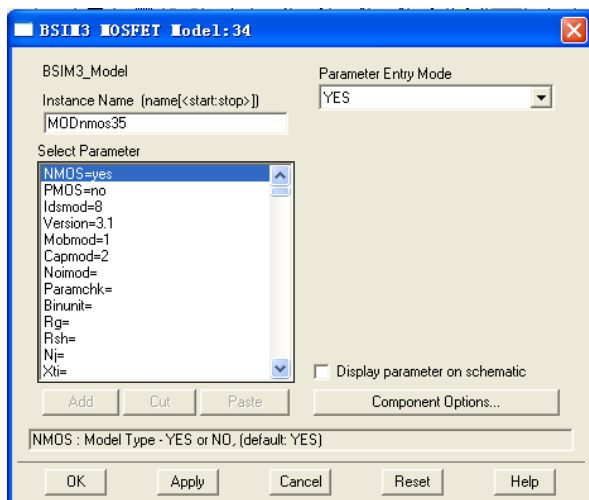 BSIM3 MOSFET Model:34
BSIM3_Model
Instance Name (name[<start:stop>])
MODnmos35
Select Parameter
NMOS=yes
PMOS=no
Idsmod=8
Version=3.1
Mobmod=1
Capmod=2
Noimod=
Paramchk=
Binunit=
Rg=
Rsh=
Nj=
Xti=
Add
Cut
Paste
Parameter Entry Mode
YES
Display parameter on schematic
Component Options...
NMOS : Model Type - YES or NO, (default: YES)
OK
Apply
Cancel
Reset
Help